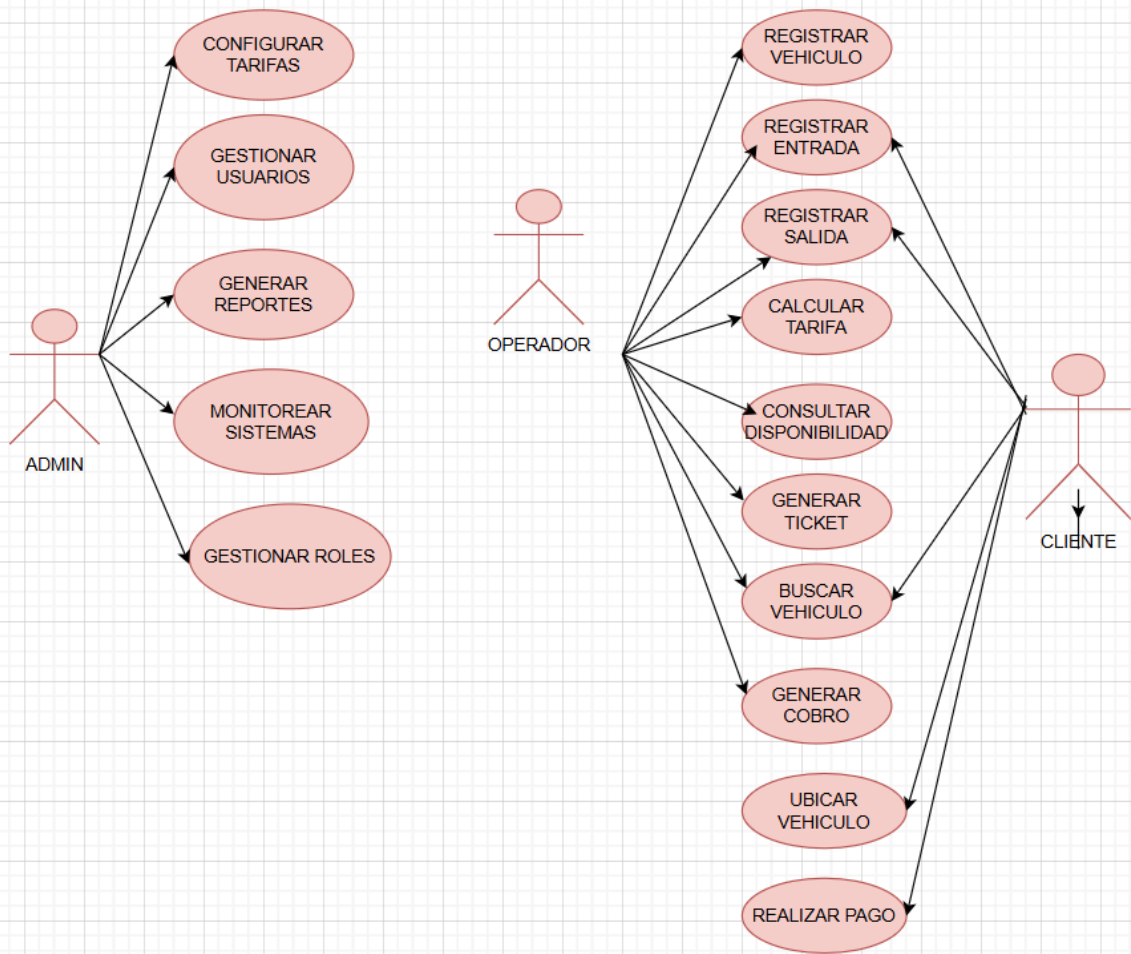 CONFIGURAR
TARIFAS
GESTIONAR
USUARIOS
GENERAR
REPORTES
MONITOREAR
SISTEMAS
GESTIONAR ROLES
ADMIN
OPERADOR
REGISTRAR
VEHICULO
REGISTRAR
ENTRADA
REGISTRAR
SALIDA
CALCULAR
TARIFA
CONSULTAR
DISPONIBILIDAD
GENERAR
TICKET
BUSCAR
VEHICULO
GENERAR
COBRO
UBICAR
VEHICULO
REALIZAR PAGO
CLIENTE